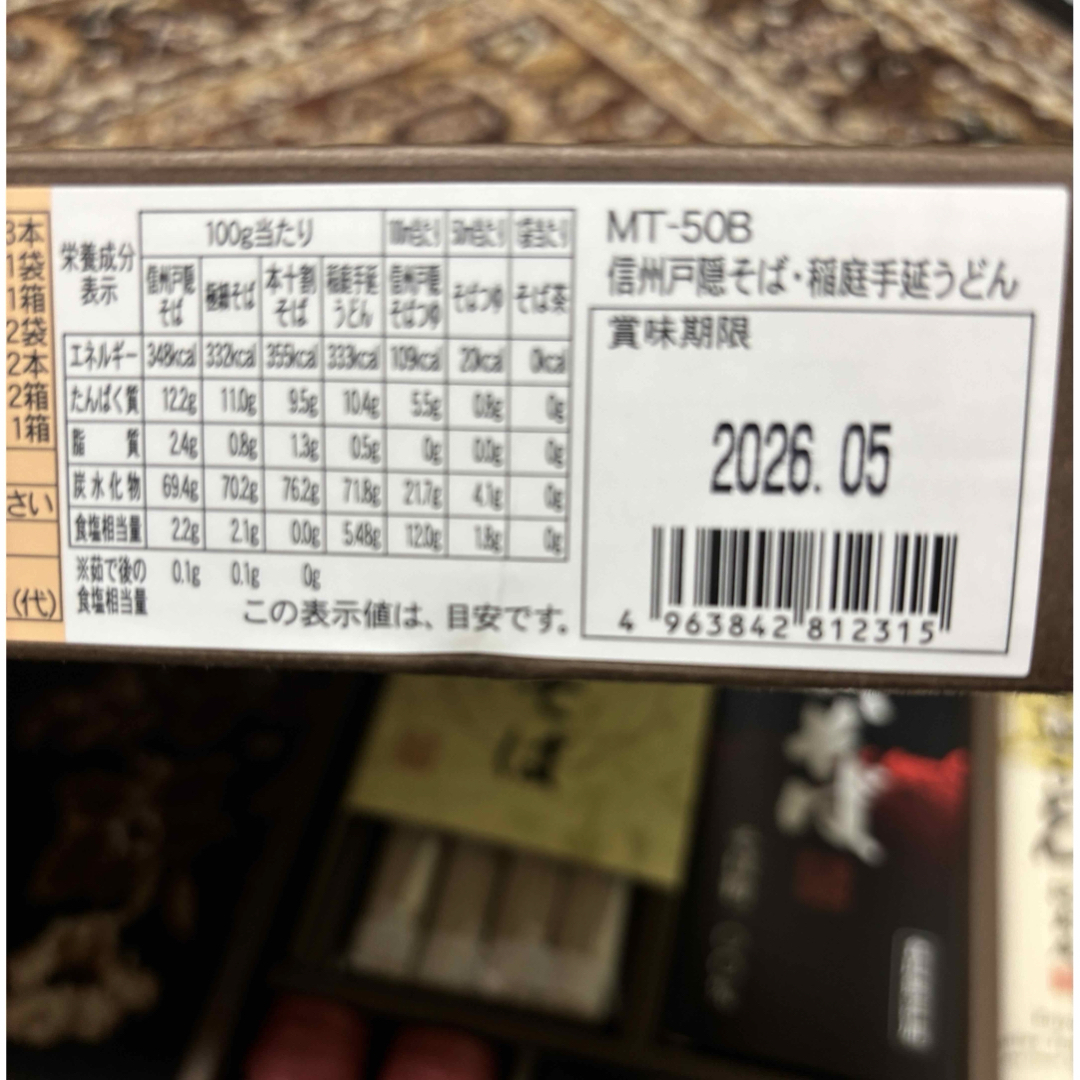 3本
1袋
1箱
2袋
2本
2箱
1箱
さい
(代)
栄養成分
表示
100g当たり
100ml当たり
50ml当たり
信州戸隠
そば
極細そば
本十割
そば
稲庭手延
うどん
信州戸隠
そばつゆ
そばつゆ
そば茶
エネルギー 348kcal 332kcal 355kcal 333kcal 109kcal 20kcal 0kcal
たんぱく質 12.2g 11.0g 9.5g 10.4g 5.5g 0.8g 0g
脂質 2.4g 0.8g 1.3g 0.5g 0g 0.0g 0g
炭水化物 69.4g 70.2g 76.2g 71.8g 21.7g 4.1g 0g
食塩相当量 2.2g 2.1g 0.0g 5.48g 12.0g 1.8g 0g
※茹で後の
食塩相当量 0.1g 0.1g 0g
この表示値は、目安です。
MT-50B
信州戸隠そば・稲庭手延うどん
賞味期限
2026.05
4 963842 812315
そば